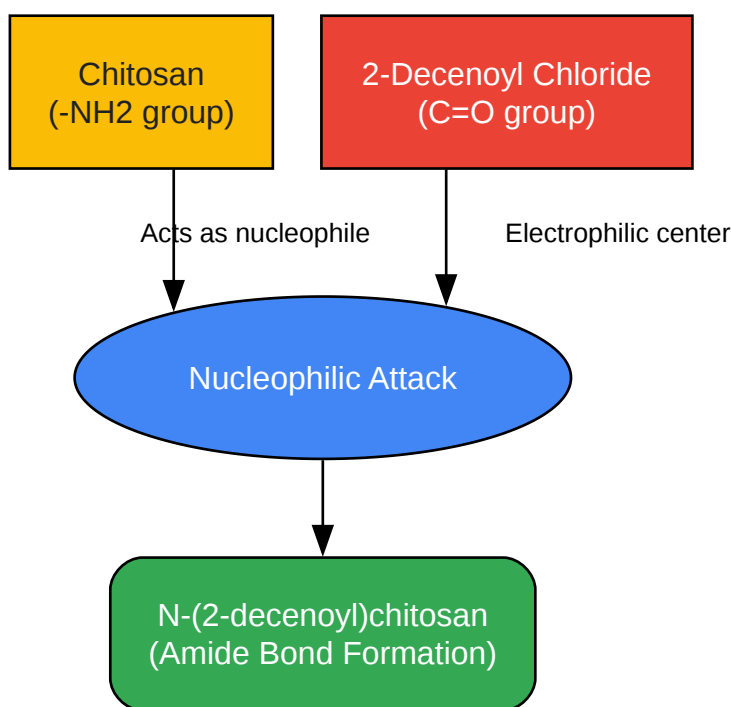 Chitosan
(-NH2 group)
2-Decenoyl Chloride
(C=O group)
Acts as nucleophile
Electrophilic center
Nucleophilic Attack
N-(2-decenoyl)chitosan
(Amide Bond Formation)